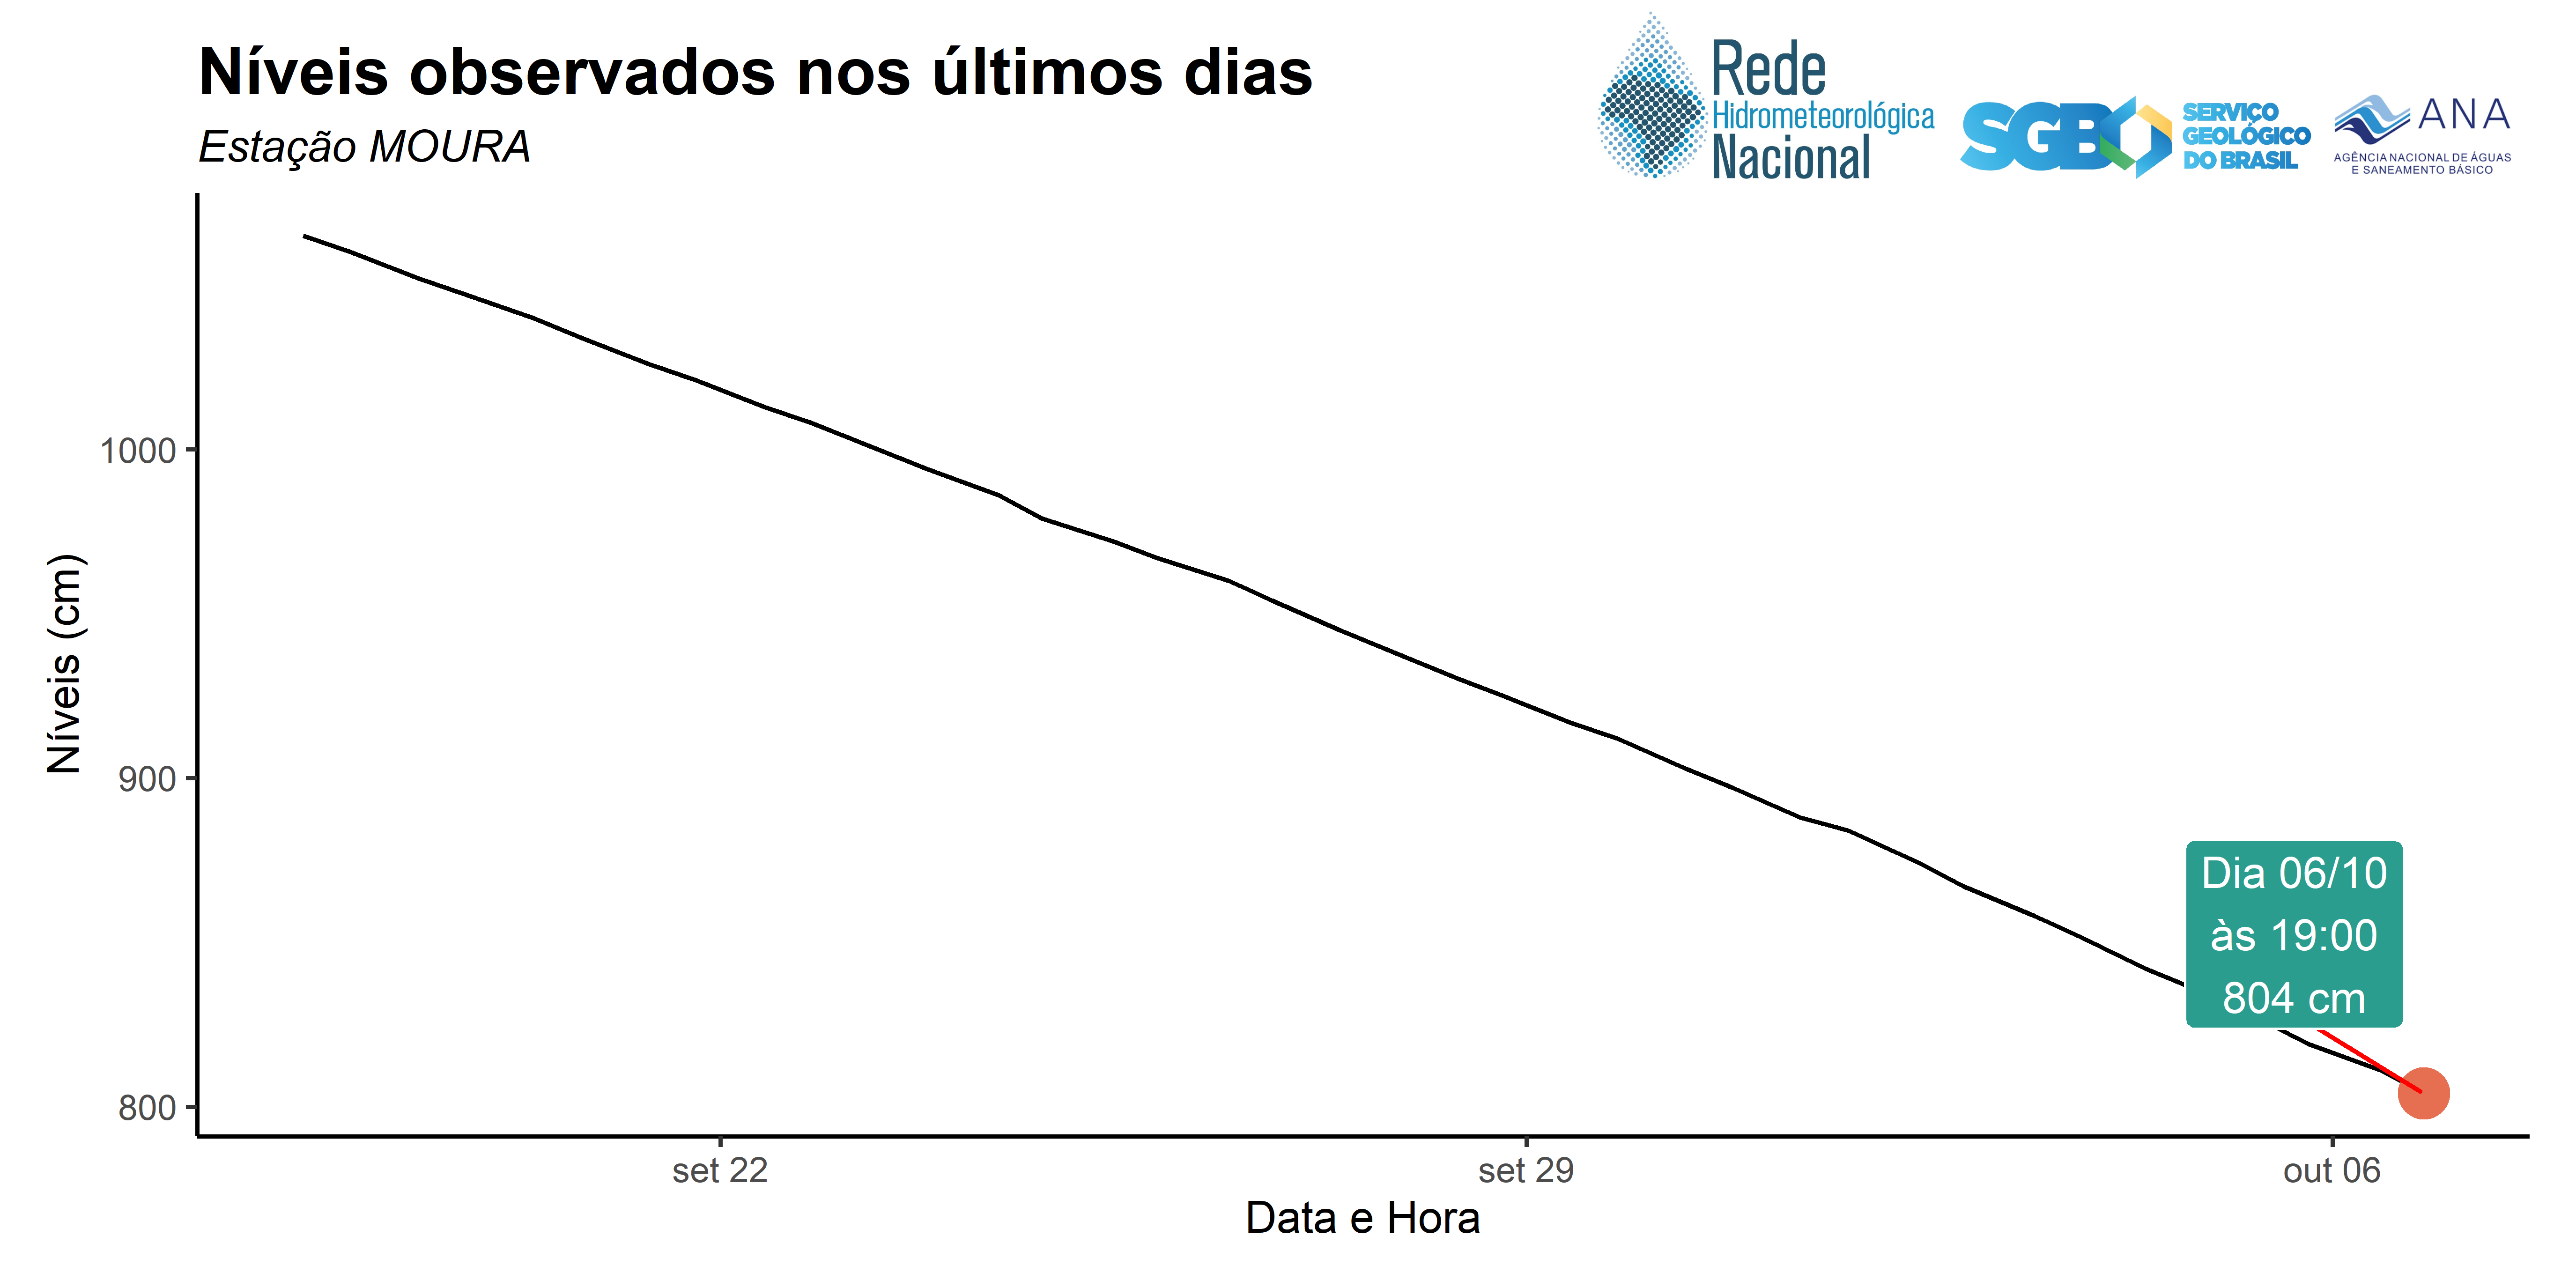 Níveis observados nos últimos dias
Estação MOURA
Rede
Hidrometeorológica
Nacional
SGB
SERVIÇO
GEOLÓGICO
DO BRASIL
ANA
AGÊNCIA NACIONAL DE ÁGUAS
E SANEAMENTO BÁSICO
Níveis (cm)
1000
900
800
Dia 06/10
às 19:00
804 cm
set 22
set 29
out 06
Data e Hora